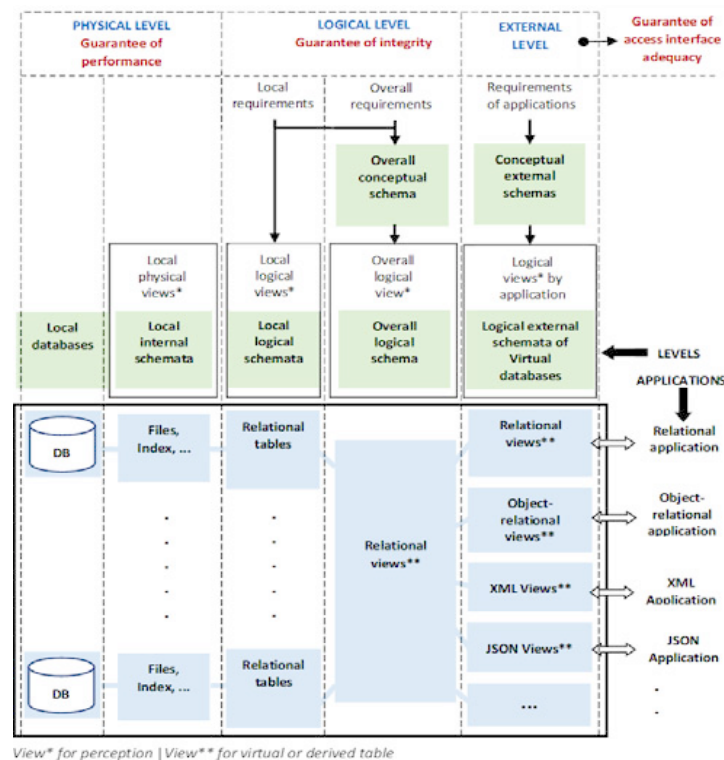 PHYSICAL LEVEL
Guarantee of
performance
LOGICAL LEVEL
Guarantee of integrity
EXTERNAL
LEVEL
Guarantee of
access interface
adequacy
Local
requirements
Overall
requirements
Requirements
of applications
Overall
conceptual
schema
Conceptual
external
schemas
Local
physical
views*
Local
logical
views*
Overall
logical
view*
Logical
views* by
application
Local
databases
Local
internal
schemata
Local
logical
schemata
Overall
logical
schema
Logical external
schemata of
Virtual
databases
LEVELS
APPLICATIONS
DB
Files,
Index, ...
Relational
tables
Relational
views**
Relational
views**
Relational
application
Object-
relational
views**
Object-
relational
application
XML Views**
XML
Application
JSON Views**
JSON
Application
DB
Files,
Index, ...
Relational
tables
...
View* for perception | View** for virtual or derived table